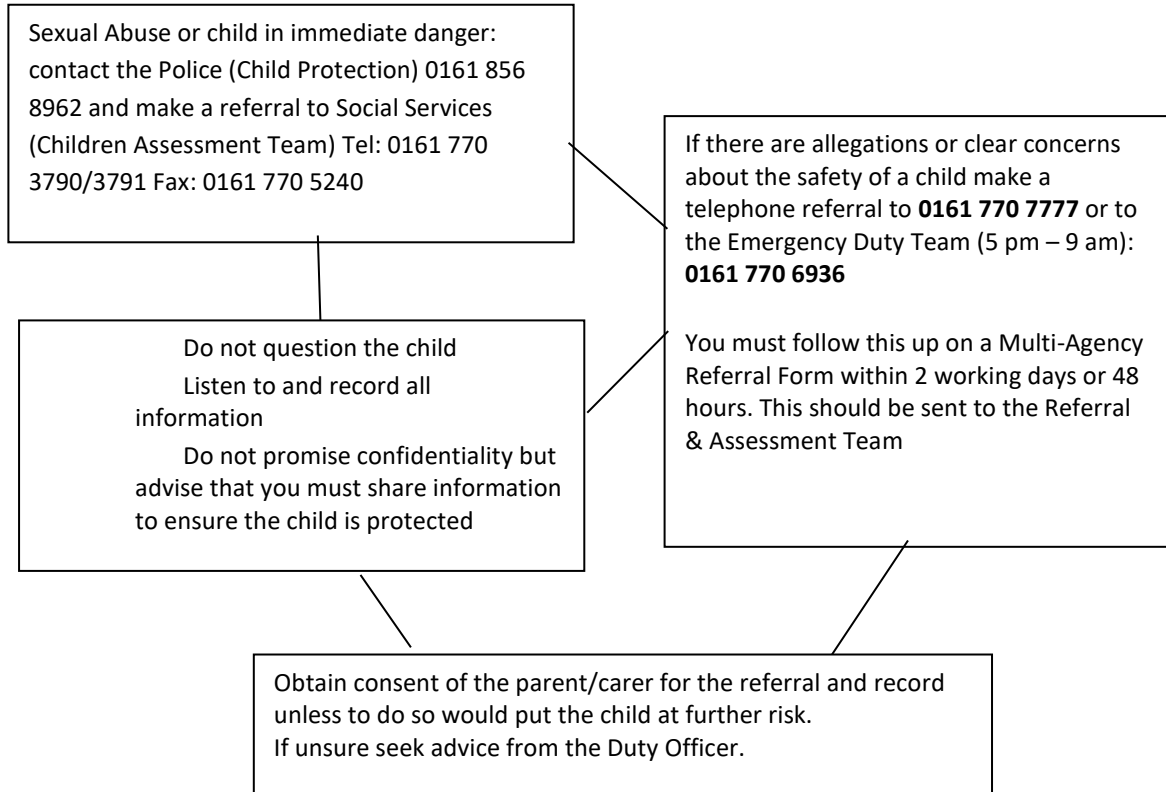 Sexual Abuse or child in immediate danger:
contact the Police (Child Protection) 0161 856
8962 and make a referral to Social Services
(Children Assessment Team) Tel: 0161 770
3790/3791 Fax: 0161 770 5240
If there are allegations or clear concerns
about the safety of a child make a
telephone referral to 0161 770 7777 or to
the Emergency Duty Team (5 pm – 9 am):
0161 770 6936
You must follow this up on a Multi-Agency
Referral Form within 2 working days or 48
hours. This should be sent to the Referral
& Assessment Team
Do not question the child
Listen to and record all
information
Do not promise confidentiality but
advise that you must share information
to ensure the child is protected
Obtain consent of the parent/carer for the referral and record
unless to do so would put the child at further risk.
If unsure seek advice from the Duty Officer.